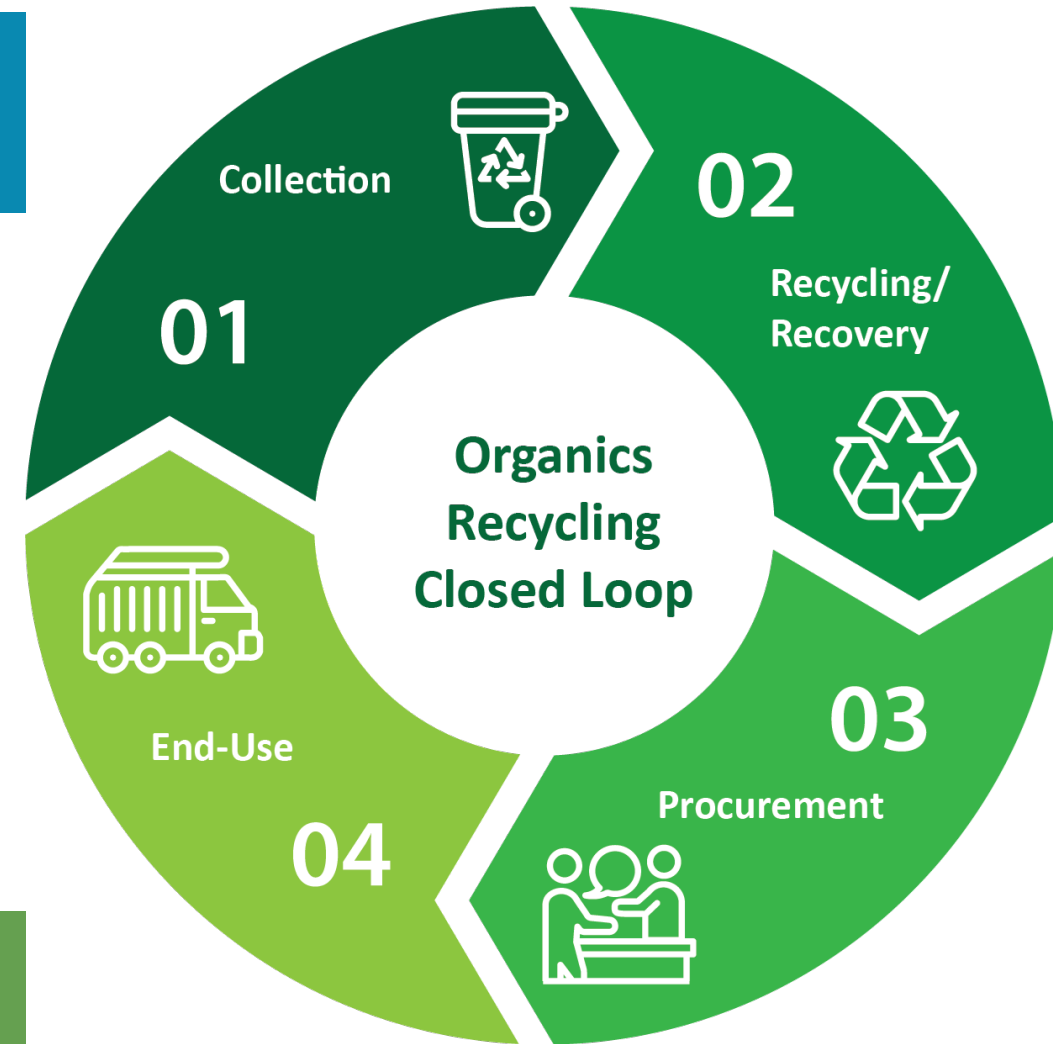 Collection
01
02
Recycling/
Recovery
Organics
Recycling
Closed Loop
03
Procurement
End-Use
04